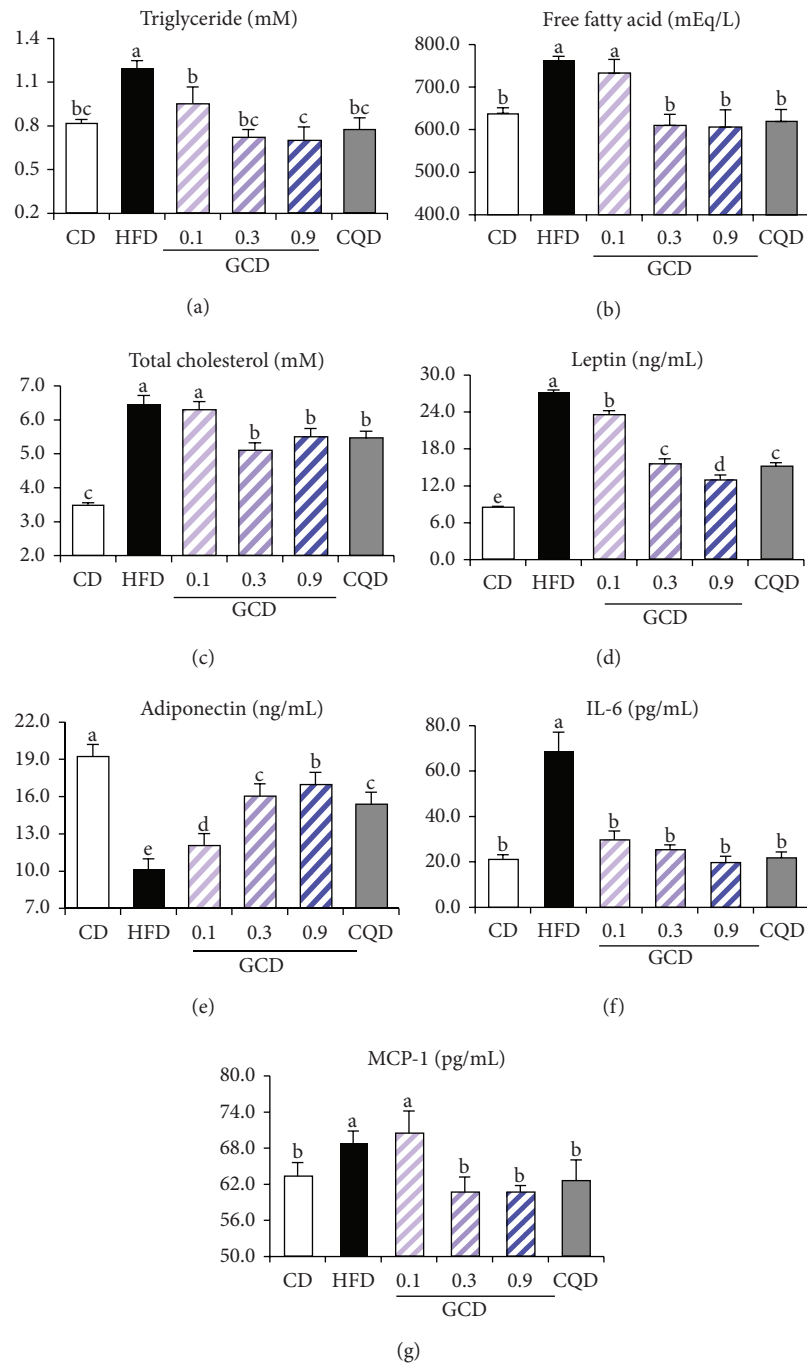 Triglyceride (mM)
1.4
1.1
0.8
0.5
0.2
bc
a
b
bc
c
bc
CD HFD 0.1 0.3 0.9 CQD
GCD
(a)
Free fatty acid (mEq/L)
800.0
700.0
600.0
500.0
400.0
b
a
a
b
b
b
CD HFD 0.1 0.3 0.9 CQD
GCD
(b)
Total cholesterol (mM)
7.0
6.0
5.0
4.0
3.0
2.0
c
a
a
b
b
b
CD HFD 0.1 0.3 0.9 CQD
GCD
(c)
Leptin (ng/mL)
30.0
24.0
18.0
12.0
6.0
0.0
e
a
b
c
d
c
CD HFD 0.1 0.3 0.9 CQD
GCD
(d)
Adiponectin (ng/mL)
22.0
19.0
16.0
13.0
10.0
7.0
a
e
d
c
b
c
CD HFD 0.1 0.3 0.9 CQD
GCD
(e)
IL-6 (pg/mL)
80.0
60.0
40.0
20.0
0.0
b
a
b
b
b
b
CD HFD 0.1 0.3 0.9 CQD
GCD
(f)
MCP-1 (pg/mL)
80.0
74.0
68.0
62.0
56.0
50.0
b
a
a
b
b
b
CD HFD 0.1 0.3 0.9 CQD
GCD
(g)